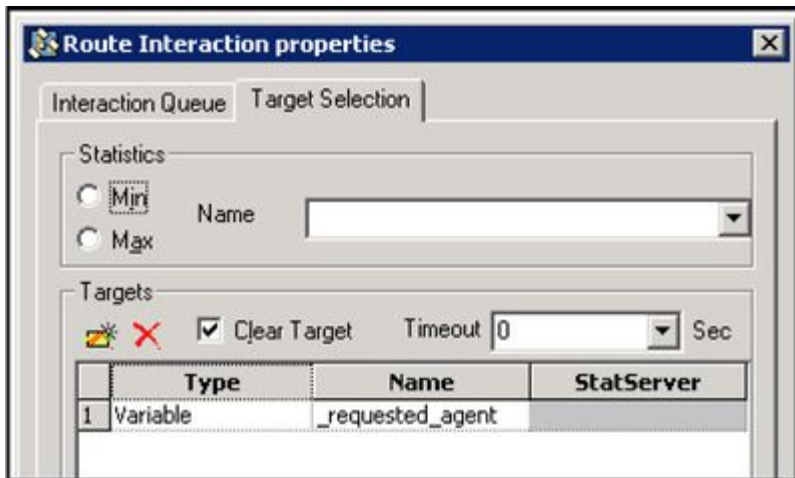 Route Interaction properties
Interaction Queue Target Selection
Statistics
Min
Name
Max
Targets
Clear Target Timeout 0 Sec
Type Name StatServer
1 Variable _requested_agent